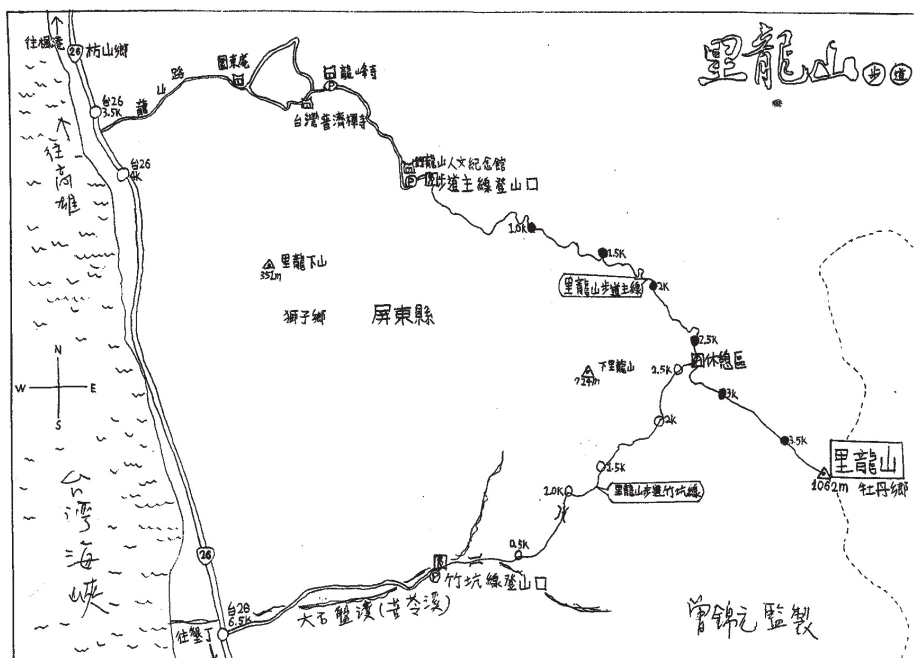 里龍山步道
往楓港
26
枋山鄉
台26
3.5K
龍山路
圓東庵
龍峰寺
P
台灣普濟禪寺
往高雄
台26
4K
里龍山人文紀念館
P
步道主線登山口
1.0K
1.5K
里龍山步道主線
2K
里龍下山
351m
獅子鄉
屏東縣
2.5K
休憩區
2.5K
下里龍山
3K
2K
3.5K
里龍山
1062m
牡丹鄉
1.5K
里龍山步道竹坑線
1.0K
0.5K
N
W
E
S
台灣海峽
26
P
竹坑線登山口
大石盤溪(苦苓溪)
6.5K
往墾丁
曾錦元 監製